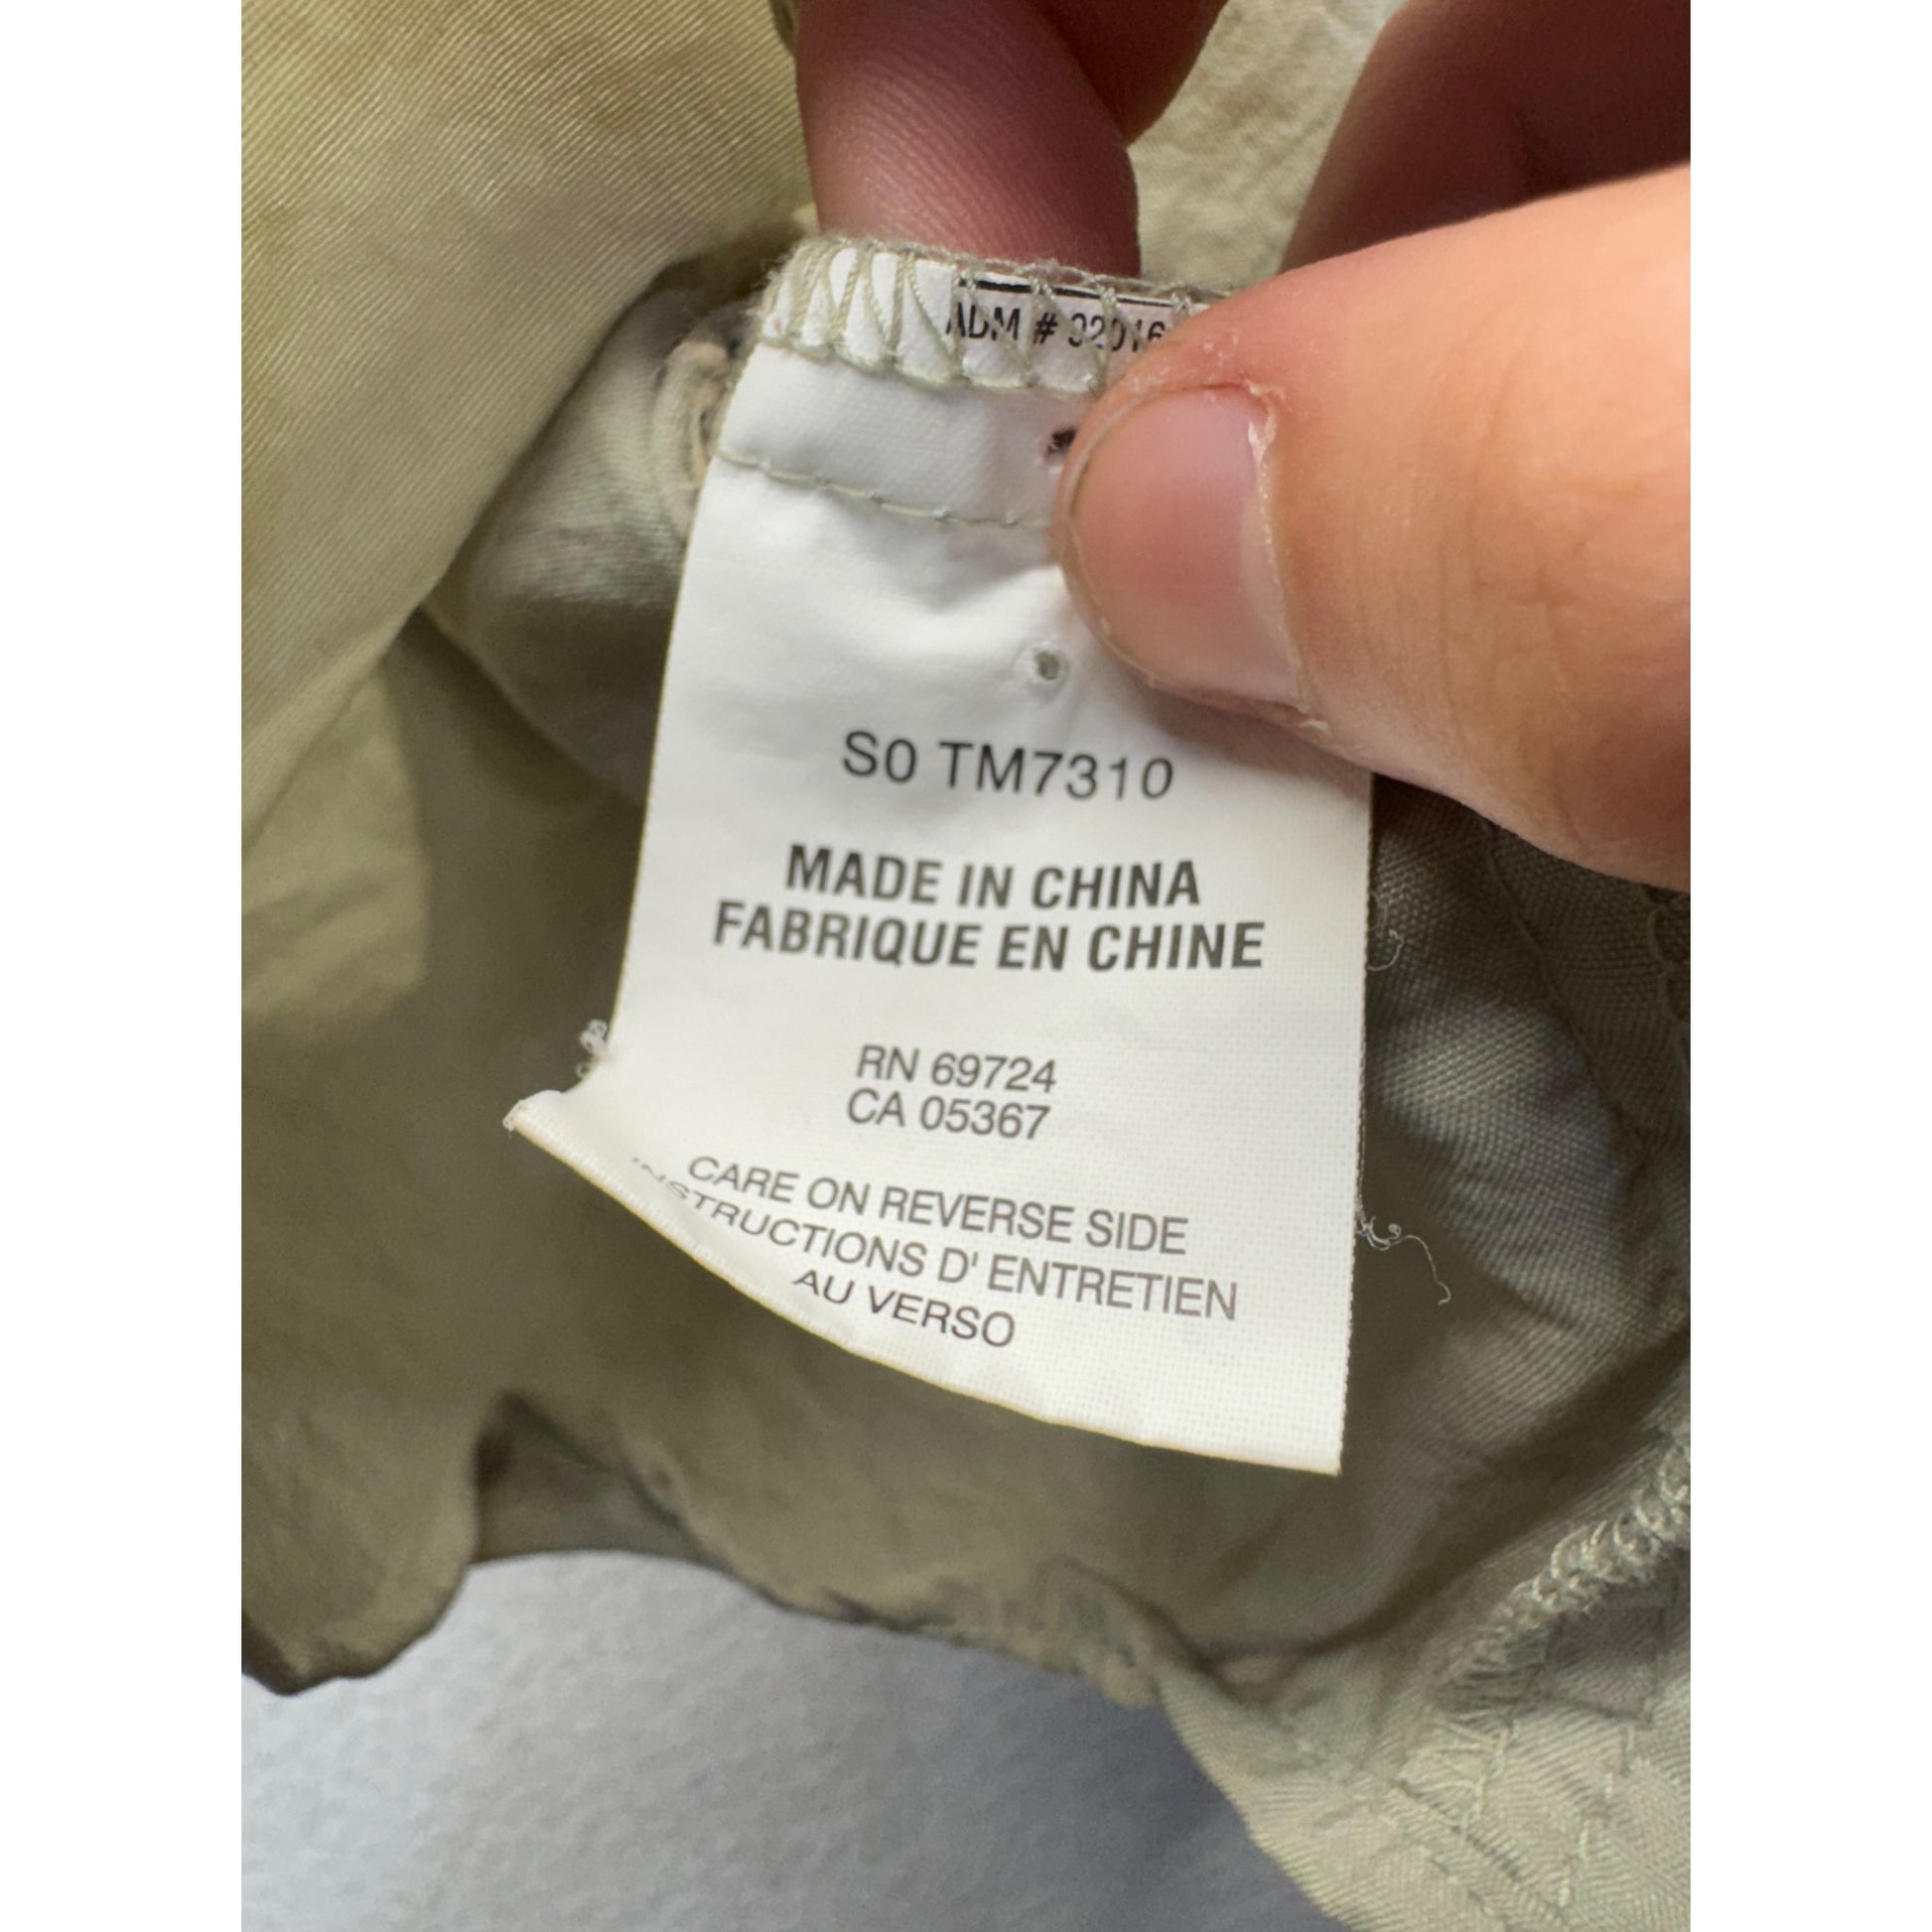 ADM #
S0 TM7310
MADE IN CHINA
FABRIQUE EN CHINE
RN 69724
CA 05367
CARE ON REVERSE SIDE
INSTRUCTIONS D' ENTRETIEN
AU VERSO